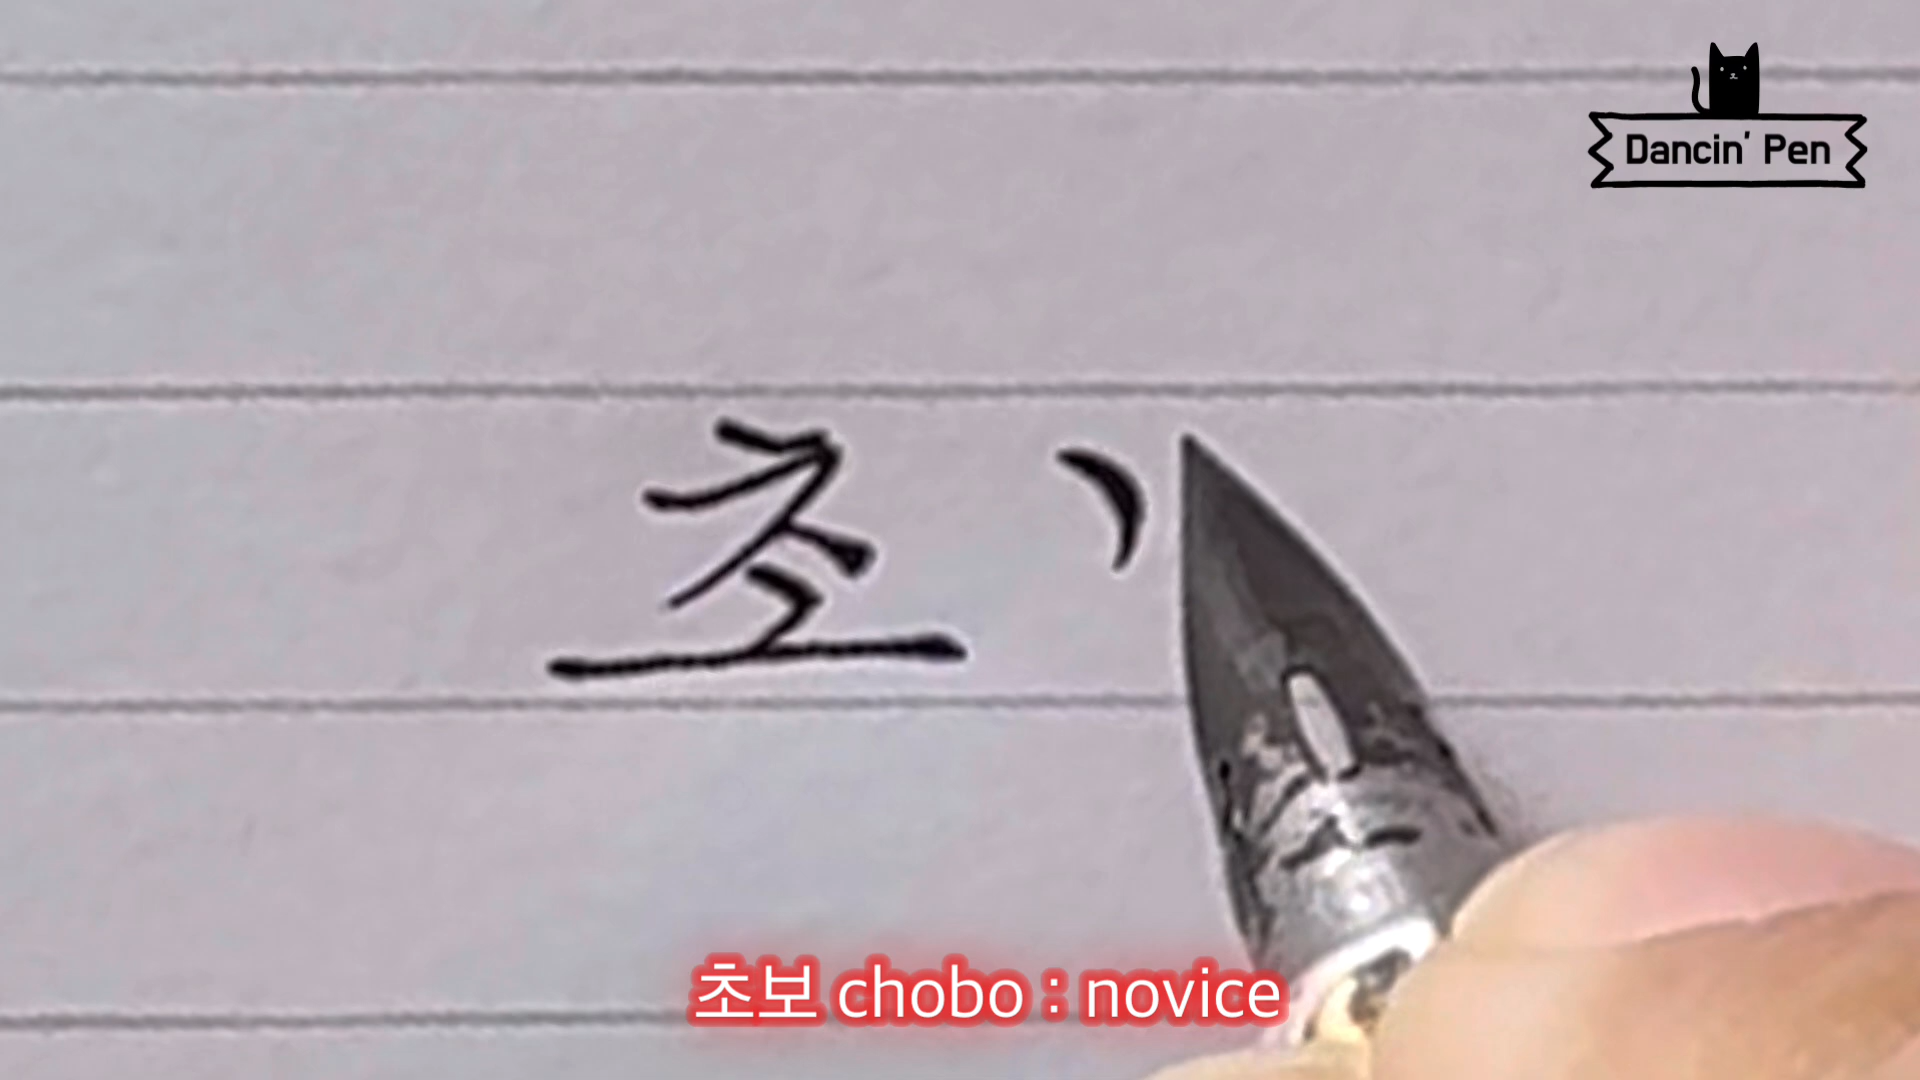 Dancin' Pen
초
초보 chobo : novice